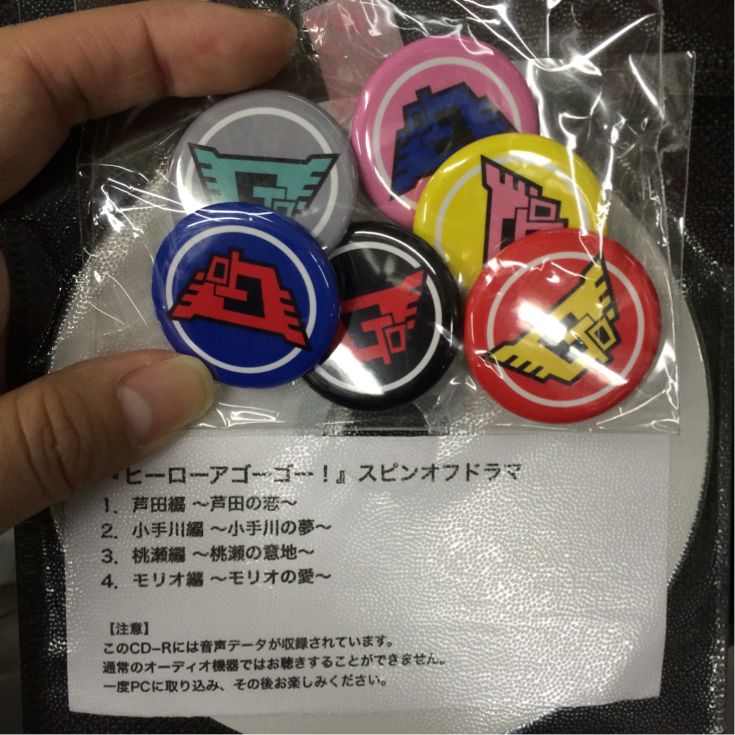 『ヒーローアゴーゴー！』スピンオフドラマ
1. 芦田編 〜芦田の恋〜
2. 小手川編 〜小手川の夢〜
3. 桃瀬編 〜桃瀬の意地〜
4. モリオ編 〜モリオの愛〜
【注意】
このCD-Rには音声データが収録されています。
通常のオーディオ機器ではお聴きすることができません。
一度PCに取り込み、その後お楽しみください。